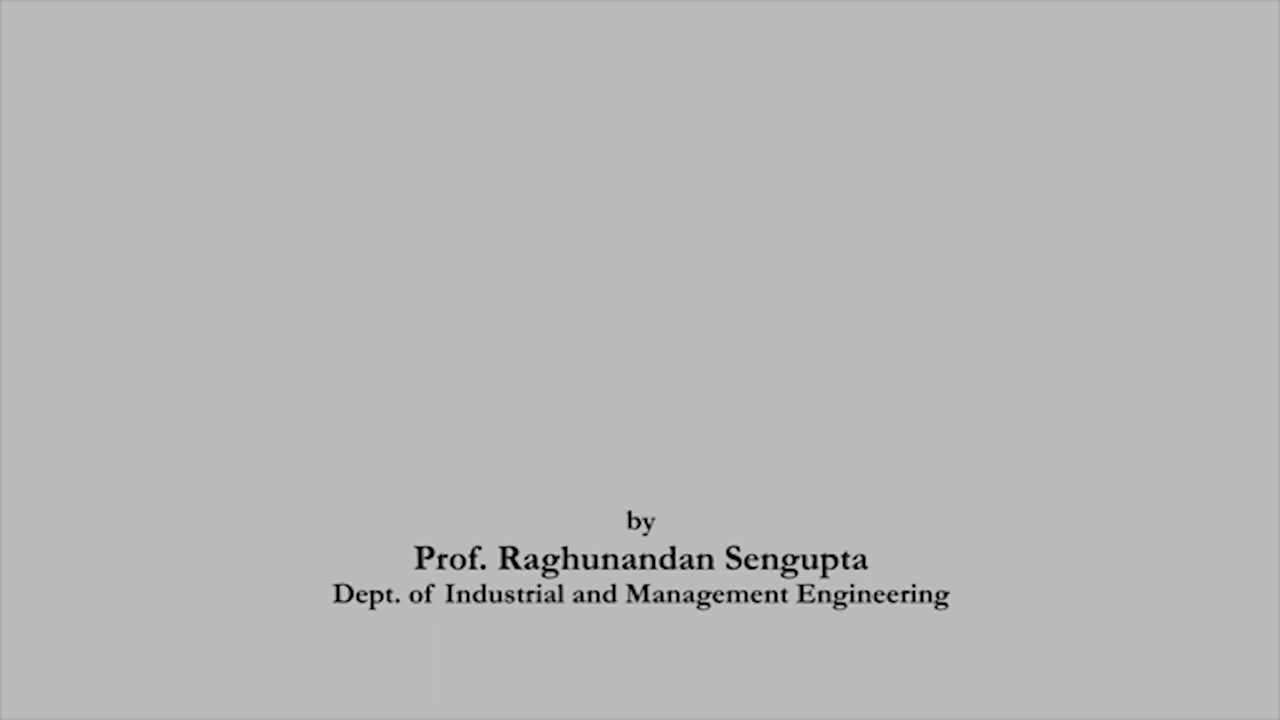 by
Prof. Raghunandan Sengupta
Dept. of Industrial and Management Engineering